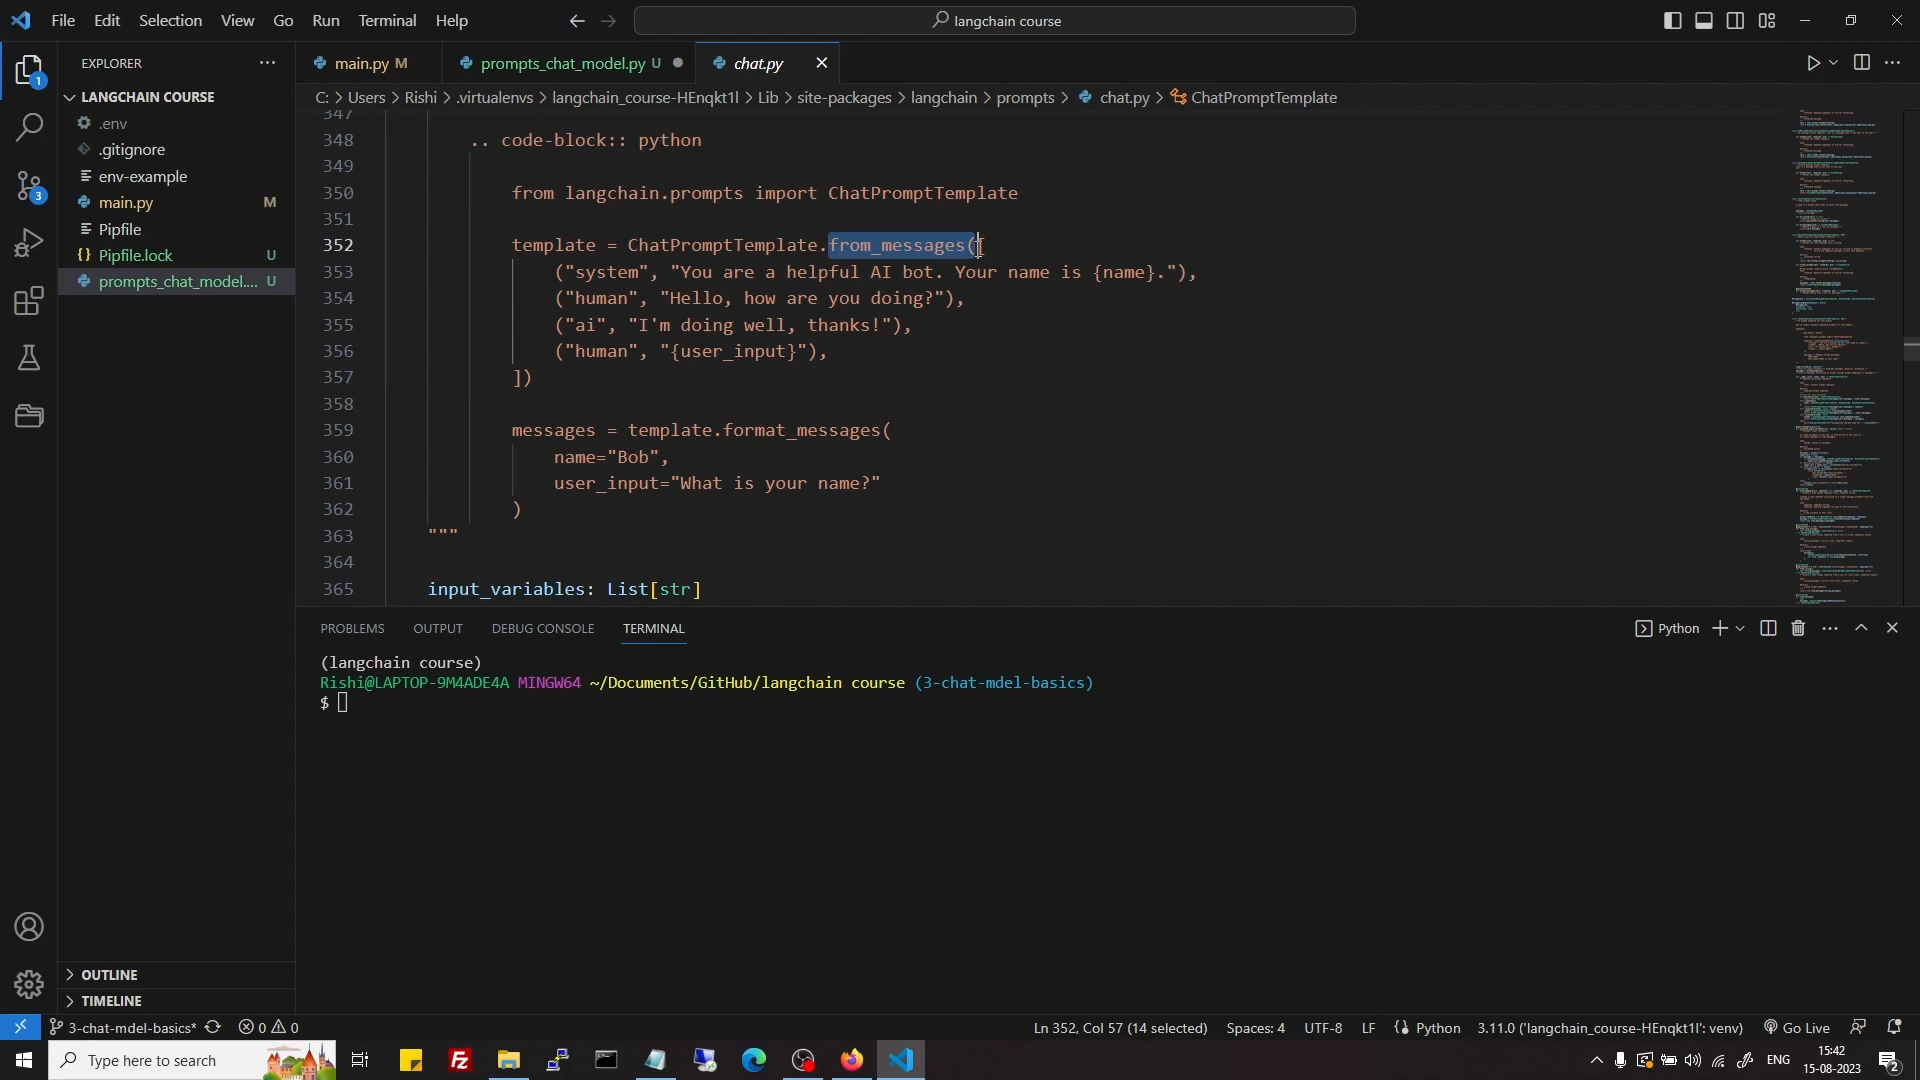 File Edit Selection View Go Run Terminal Help
langchain course
EXPLORER
LANGCHAIN COURSE
.env
.gitignore
env-example
main.py M
Pipfile
Pipfile.lock U
prompts_chat_model.... U
OUTLINE
TIMELINE
main.py M
prompts_chat_model.py U
chat.py
C: > Users > Rishi > .virtualenvs > langchain_course-HEnqkt1l > Lib > site-packages > langchain > prompts > chat.py > ChatPromptTemplate
347
348 .. code-block:: python
349
350 from langchain.prompts import ChatPromptTemplate
351
352 template = ChatPromptTemplate.from_messages([
353 ("system", "You are a helpful AI bot. Your name is {name}."),
354 ("human", "Hello, how are you doing?"),
355 ("ai", "I'm doing well, thanks!"),
356 ("human", "{user_input}"),
357 ])
358
359 messages = template.format_messages(
360 name="Bob",
361 user_input="What is your name?"
362 )
363 """
364
365 input_variables: List[str]
PROBLEMS OUTPUT DEBUG CONSOLE TERMINAL
Python
(langchain course)
Rishi@LAPTOP-9M4ADE4A MINGW64 ~/Documents/GitHub/langchain course (3-chat-mdel-basics)
$
1
3
3-chat-mdel-basics* 0 0
Ln 352, Col 57 (14 selected) Spaces: 4 UTF-8 LF Python 3.11.0 ('langchain_course-HEnqkt1l': venv) Go Live
Type here to search
ENG
15:42
15-08-2023
2